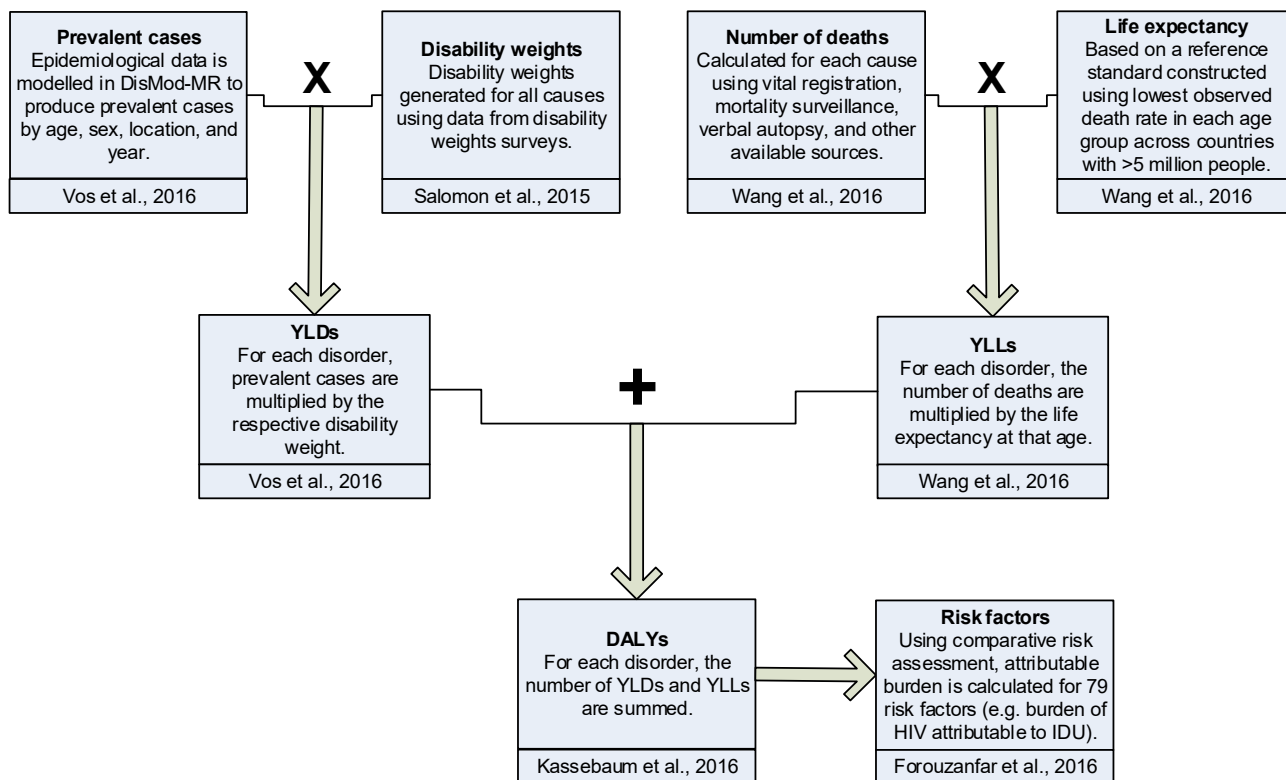 Prevalent cases
Epidemiological data is
modelled in DisMod-MR to
produce prevalent cases
by age, sex, location, and
year.
Vos et al., 2016
X
Disability weights
Disability weights
generated for all causes
using data from disability
weights surveys.
Salomon et al., 2015
Number of deaths
Calculated for each cause
using vital registration,
mortality surveillance,
verbal autopsy, and other
available sources.
Wang et al., 2016
X
Life expectancy
Based on a reference
standard constructed
using lowest observed
death rate in each age
group across countries
with >5 million people.
Wang et al., 2016
YLDs
For each disorder,
prevalent cases are
multiplied by the
respective disability
weight.
Vos et al., 2016
+
YLLs
For each disorder, the
number of deaths are
multiplied by the life
expectancy at that age.
Wang et al., 2016
DALYs
For each disorder, the
number of YLDs and YLLs
are summed.
Kassebaum et al., 2016
Risk factors
Using comparative risk
assessment, attributable
burden is calculated for 79
risk factors (e.g. burden of
HIV attributable to IDU).
Forouzanfar et al., 2016